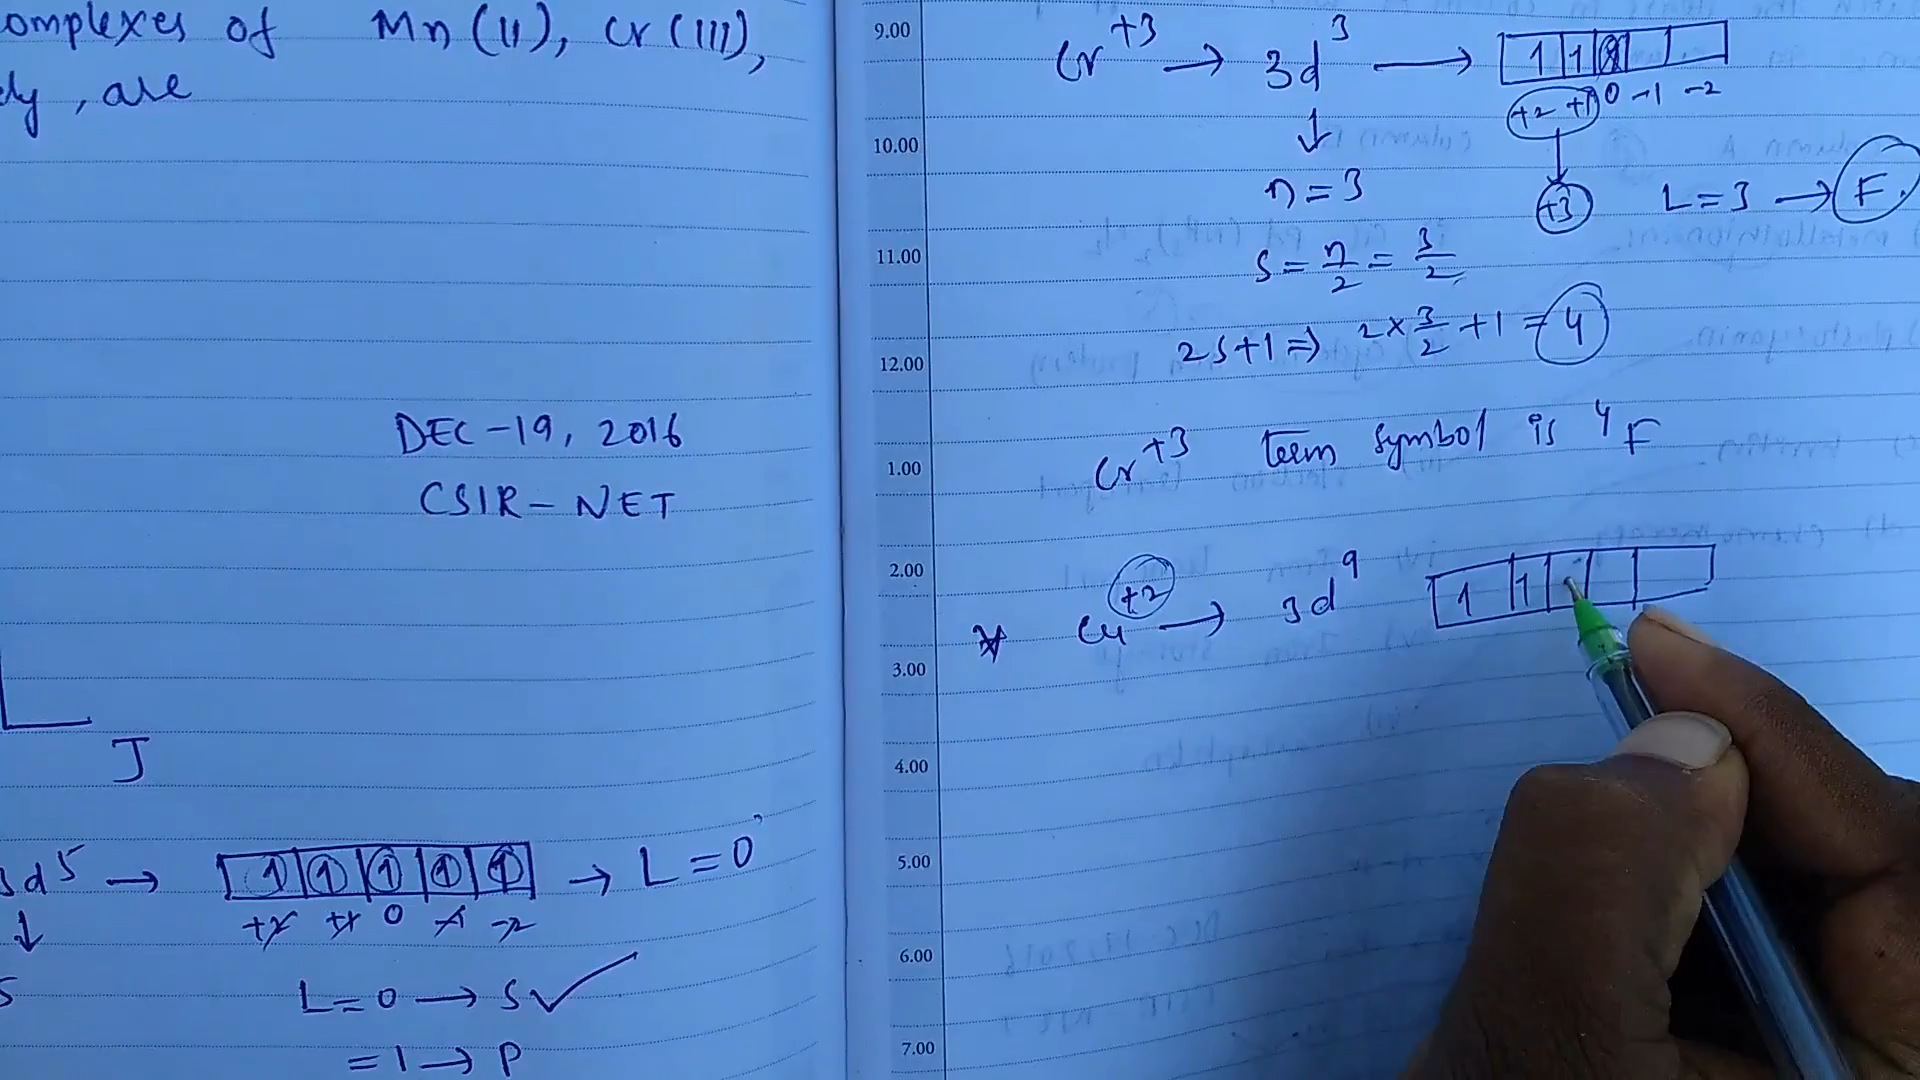 omplexes of Mn (II), Cr (III),
ly, are
DEC-19, 2016
CSIR-NET
J
3d5 → 1 1 1 1 1 → L=0
+2 +1 0 -1 -2
↓
L=0 → S ✓
=1 → P
9.00
10.00
11.00
12.00
1.00
2.00
3.00
4.00
5.00
6.00
7.00
Cr+3 → 3d3 → 1 1
+2 +1 0 -1 -2
↓
n=3
+3 L=3 → F.
S = n/2 = 3/2
2S+1 ⇒ 2×3/2+1 = 4
Cr+3 term symbol is 4F
* Cu+2 → 3d9 1 1